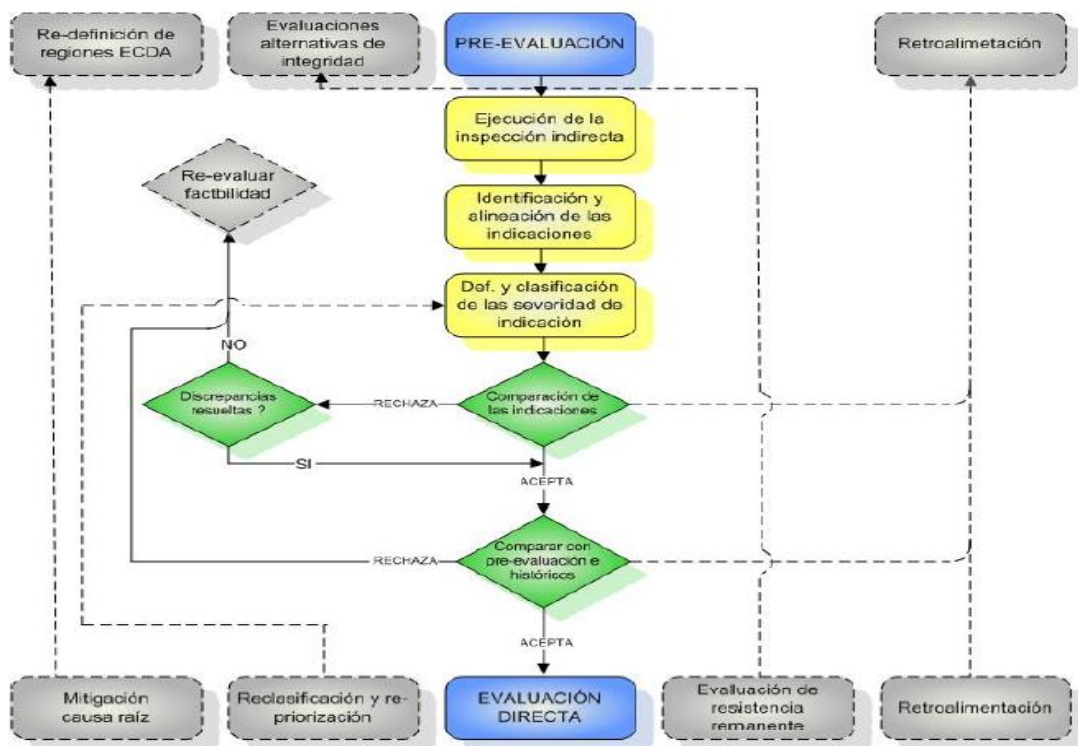 Re-definición de
regiones ECDA
Evaluaciones
alternativas de
integridad
PRE-EVALUACIÓN
Retroalimetación
Ejecución de la
inspección indirecta
Re-evaluar
factbilidad
Identificación y
alineación de las
indicaciones
Def. y clasificación
de las severidad de
indicación
NO
Discrepancias
resueltas ?
RECHAZA
Comparación de
las indicaciones
SI
ACEPTA
RECHAZA
Comparar con
pre-evaluación e
históricos
ACEPTA
Mitigación
causa raíz
Reclasificación y re-
priorización
EVALUACIÓN
DIRECTA
Evaluación de
resistencia
remanente
Retroalimentación